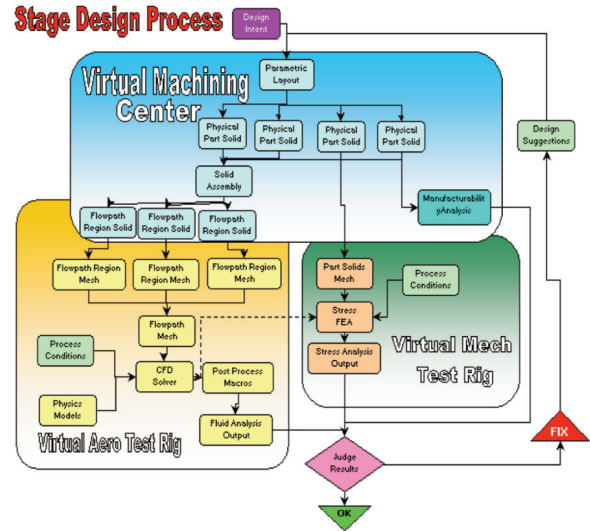 Stage Design Process
Design
Intent
Virtual Machining
Center
Parametric
Layout
Physical
Part Solid
Physical
Part Solid
Physical
Part Solid
Physical
Part Solid
Design
Suggestions
Solid
Assembly
Manufacturabilit
yAnalysis
Flowpath
Region Solid
Flowpath
Region Solid
Flowpath
Region Solid
Flowpath Region
Mesh
Flowpath
Region Mesh
Flowpath Region
Mesh
Part Solids
Mesh
Process
Conditions
Flowpath
Mesh
Stress
FEA
Process
Conditions
CFD
Solver
Post Process
Macros
Stress Analysis
Output
Virtual Mech
Test Rig
Physics
Models
Fluid Analysis
Output
Virtual Aero Test Rig
Judge
Results
FIX
OK